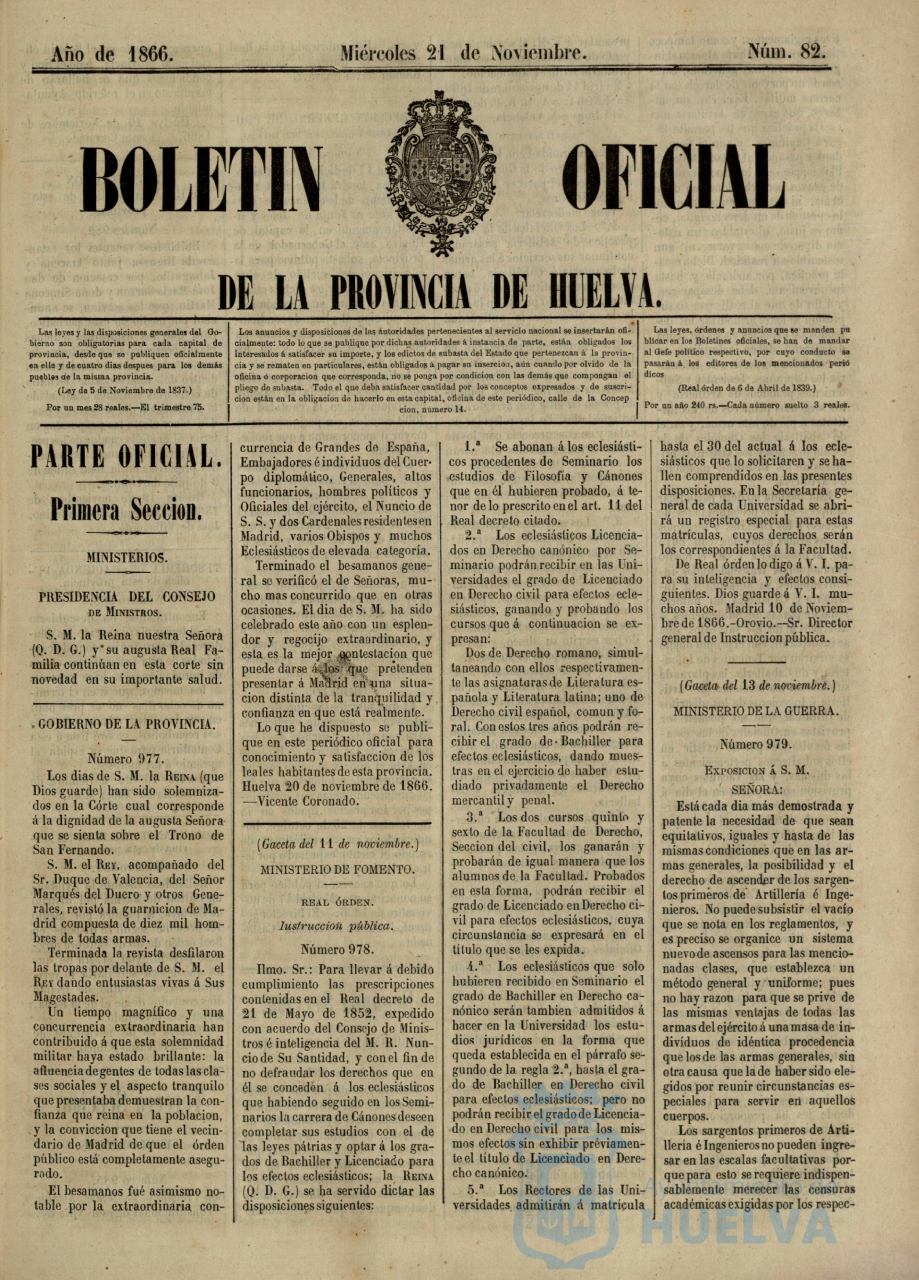 Año de 1866.
Miércoles 21 de Noviembre.
Núm. 82.
BOLETIN OFICIAL
DE LA PROVINCIA DE HUELVA.
Las leyes y las disposiciones generales del Go-
bierno son obligatorias para cada capital de
provincia, desde que se publiquen oficialmente
en ella y de cuatro dias despues para los demás
pueblos de la misma provincia.
(Ley de 5 de Noviembre de 1837.)
Por un mes 28 reales.—El trimestre 75.
Los anuncios y disposiciones de las autoridades pertenecientes al servicio nacional se insertarán ofi-
cialmente: todo lo que se publique por dichas autoridades á instancia de parte, están obligados los
interesados á satisfacer su importe, y los edictos de subasta del Estado que pertenezcan á la provin-
cia y se rematen en particulares, están obligados á pagar su insercion, aún cuando por olvido de la
oficina ó corporacion que corresponda, no se ponga por condicion con las demás que compongan el
pliego de subasta. Todo el que deba satisfacer cantidad por los conceptos expresados y de suscri-
cion están en la obligacion de hacerlo en esta capital, oficina de este periódico, calle de la Concep
cion, número 14.
Las leyes, órdenes y anuncios que se manden pu
blicar en los Boletines oficiales, se han de mandar
al Gefe político respectivo, por cuyo conducto se
pasarán á los editores de los mencionados perió
dicos
(Real órden de 6 de Abril de 1839.)
Por un año 240 rs.—Cada número suelto 3 reales.
PARTE OFICIAL.
Primera Seccion.
MINISTERIOS.
PRESIDENCIA DEL CONSEJO
DE MINISTROS.
S. M. la Reina nuestra Señora
(Q. D. G.) y su augusta Real Fa-
milia continúan en esta corte sin
novedad en su importante salud.
GOBIERNO DE LA PROVINCIA.
Número 977.
Los dias de S. M. la REINA (que
Dios guarde) han sido solemniza-
dos en la Córte cual corresponde
á la dignidad de la augusta Señora
que se sienta sobre el Trono de
San Fernando.
S. M. el REY, acompañado del
Sr. Duque de Valencia, del Señor
Marqués del Duero y otros Gene-
rales, revistó la guarnicion de Ma-
drid compuesta de diez mil hom-
bres de todas armas.
Terminada la revista desfilaron
las tropas por delante de S. M. el
REY dando entusiastas vivas á Sus
Magestades.
Un tiempo magnífico y una
concurrencia extraordinaria han
contribuido á que esta solemnidad
militar haya estado brillante: la
afluencia de gentes de todas las cla-
ses sociales y el aspecto tranquilo
que presentaba demuestran la con-
fianza que reina en la poblacion,
y la conviccion que tiene el vecin-
dario de Madrid de que el órden
público está completamente asegu-
rado.
El besamanos fué asimismo no-
table por la extraordinaria con-
currencia de Grandes de España,
Embajadores é individuos del Cuer-
po diplomático, Generales, altos
funcionarios, hombres políticos y
Oficiales del ejército, el Nuncio de
S. S. y dos Cardenales residentes en
Madrid, varios Obispos y muchos
Eclesiásticos de elevada categoría.
Terminado el besamanos gene-
ral se verificó el de Señoras, mu-
cho mas concurrido que en otras
ocasiones. El dia de S. M. ha sido
celebrado este año con un esplen-
dor y regocijo extraordinario, y
esta es la mejor contestacion que
puede darse á los que pretenden
presentar á Madrid en una situa-
cion distinta de la tranquilidad y
confianza en que está realmente.
Lo que he dispuesto se publi-
que en este periódico oficial para
conocimiento y satisfaccion de los
leales habitantes de esta provincia.
Huelva 20 de noviembre de 1866.
—Vicente Coronado.
(Gaceta del 11 de noviembre.)
MINISTERIO DE FOMENTO.
REAL ÓRDEN.
Instruccion pública.
Número 978.
Ilmo. Sr.: Para llevar á debido
cumplimiento las prescripciones
contenidas en el Real decreto de
21 de Mayo de 1852, expedido
con acuerdo del Consejo de Minis-
tros é inteligencia del M. R. Nun-
cio de Su Santidad, y con el fin de
no defraudar los derechos que en
él se conceden á los eclesiásticos
que habiendo seguido en los Semi-
narios la carrera de Cánones deseen
completar sus estudios con el de
las leyes pátrias y optar á los gra-
dos de Bachiller y Licenciado para
los efectos eclesiásticos; la REINA
(Q. D. G.) se ha servido dictar las
disposiciones siguientes:
1.ª Se abonan á los eclesiásti-
cos procedentes de Seminario los
estudios de Filosofia y Cánones
que en él hubieren probado, á te-
nor de lo prescrito en el art. 11 del
Real decreto citado.
2.ª Los eclesiásticos Licencia-
dos en Derecho canónico por Se-
minario podrán recibir en las Uni-
versidades el grado de Licenciado
en Derecho civil para efectos ecle-
siásticos, ganando y probando los
cursos que á continuacion se ex-
presan:
Dos de Derecho romano, simul-
taneando con ellos respectivamente
las asignaturas de Literatura es-
pañola y Literatura latina; uno de
Derecho civil español, comun y fo-
ral. Con estos tres años podrán re-
cibir el grado de Bachiller para
efectos eclesiásticos, dando mues-
tras en el ejercicio de haber estu-
diado privadamente el Derecho
mercantil y penal.
3.ª Los dos cursos quinto y
sexto de la Facultad de Derecho,
Seccion del civil, los ganarán y
probarán de igual manera que los
alumnos de la Facultad. Probados
en esta forma, podrán recibir el
grado de Licenciado en Derecho ci-
vil para efectos eclesiásticos, cuya
circunstancia se expresará en el
título que se les expida.
4.ª Los eclesiásticos que solo
hubieren recibido en Seminario el
grado de Bachiller en Derecho ca-
nónico serán tambien admitidos á
hacer en la Universidad los estu-
dios jurídicos en la forma que
queda establecida en el párrafo se-
gundo de la regla 2.ª, hasta el gra-
do de Bachiller en Derecho civil
para efectos eclesiásticos; pero no
podrán recibir el grado de Licencia-
do en Derecho civil para los mis-
mos efectos sin exhibir préviamen-
te el título de Licenciado en Dere-
cho canónico.
5.ª Los Rectores de las Uni-
versidades admitirán á matrícula
hasta el 30 del actual á los ecle-
siásticos que lo solicitaren y se ha-
llen comprendidos en las presentes
disposiciones. En la Secretaría ge-
neral de cada Universidad se abri-
rá un registro especial para estas
matrículas, cuyos derechos serán
los correspondientes á la Facultad.
De Real órden lo digo á V. I. pa-
ra su inteligencia y efectos consi-
guientes. Dios guarde á V. I. mu-
chos años. Madrid 10 de Noviem-
bre de 1866.-Orovio.—Sr. Director
general de Instruccion pública.
(Gaceta del 13 de noviembre.)
MINISTERIO DE LA GUERRA.
Número 979.
EXPOSICION Á S. M.
SEÑORA:
Está cada dia más demostrada y
patente la necesidad de que sean
equitativos, iguales y hasta de las
mismas condiciones que en las ar-
mas generales, la posibilidad y el
derecho de ascender de los sargen-
tos primeros de Artillería é Inge-
nieros. No puede subsistir el vacío
que se nota en los reglamentos, y
es preciso se organice un sistema
nuevo de ascensos para las mencio-
nadas clases, que establezca un
método general y uniforme; pues
no hay razon para que se prive de
las mismas ventajas de todas las
armas del ejército á una masa de in-
divíduos de idéntica procedencia
que los de las armas generales, sin
otra causa que la de haber sido ele-
gidos por reunir circunstancias es-
peciales para servir en aquellos
cuerpos.
Los sargentos primeros de Arti-
llería é Ingenieros no pueden ingre-
sar en las escalas facultativas por-
que para esto se requiere indispen-
sablemente merecer las censuras
académicas exigidas por los respec-
HUELVA